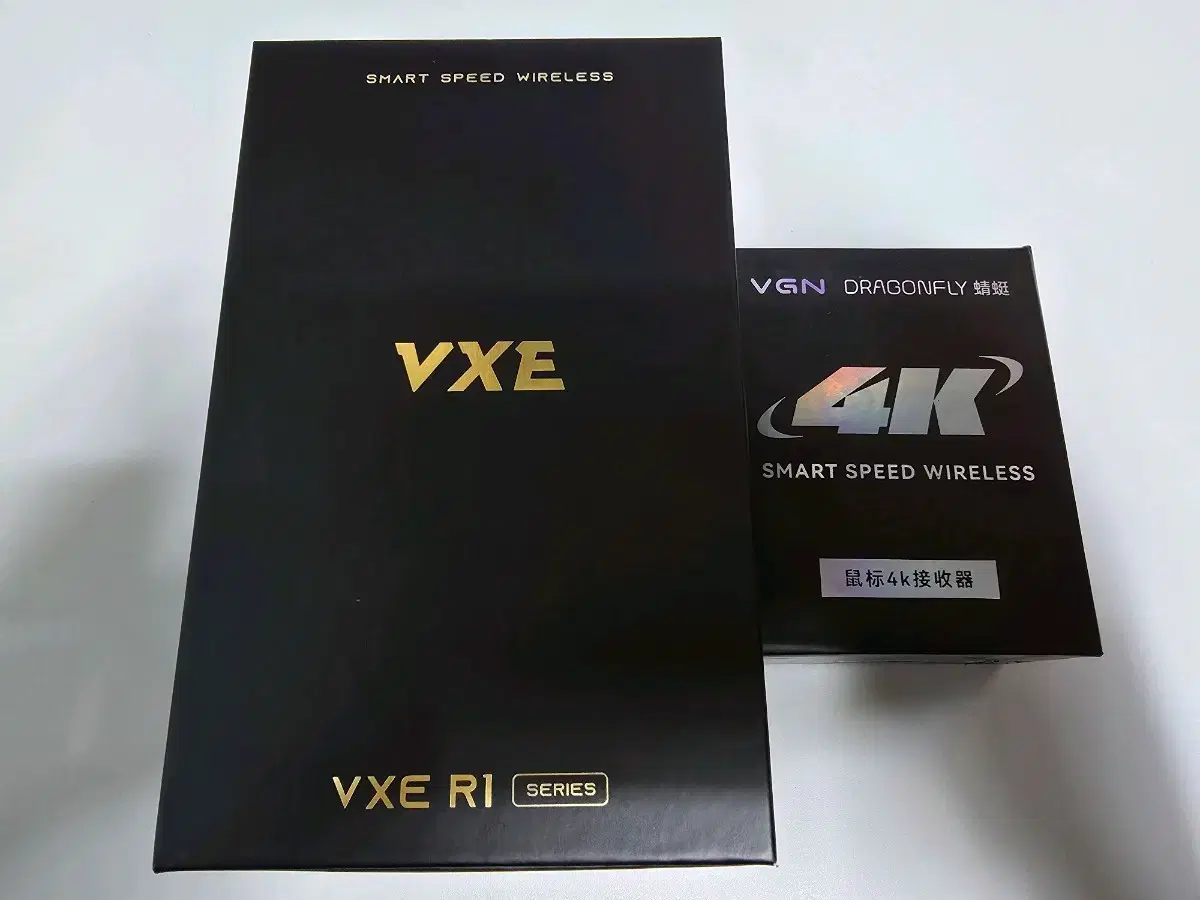 SMART SPEED WIRELESS
VXE
VXE R1 SERIES
VGN DRAGONFLY 蜻蜓
4K
SMART SPEED WIRELESS
鼠标4k接收器